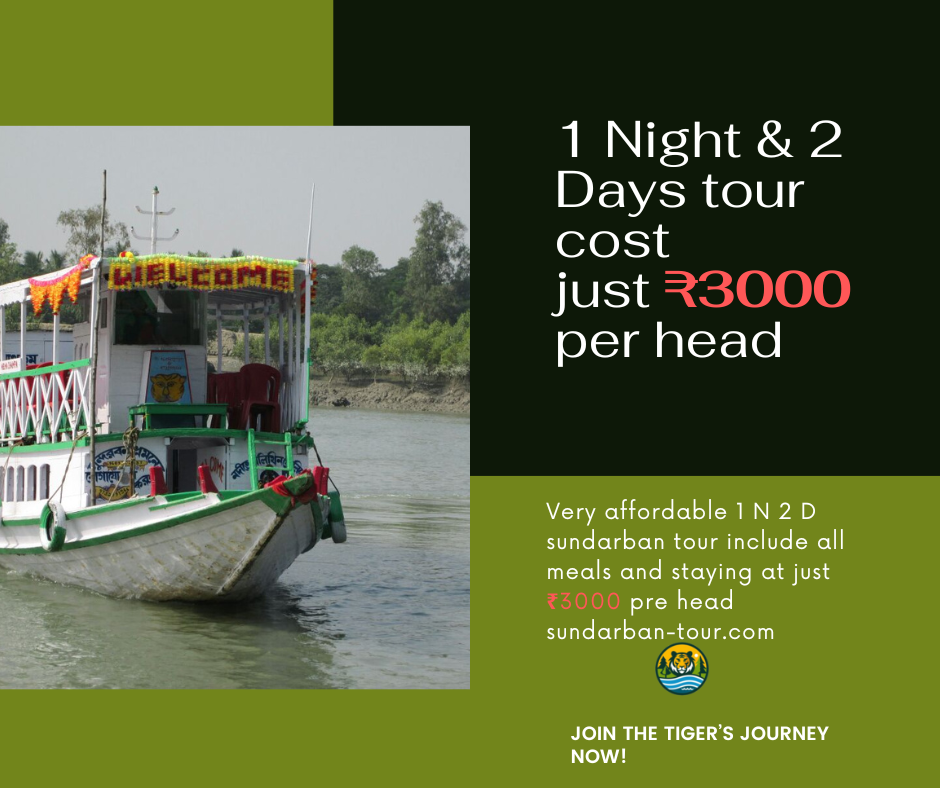 1 Night & 2
Days tour
cost
just ₹3000
per head
WELCOME
Very affordable 1 N 2 D
sundarban tour include all
meals and staying at just
₹3000 pre head
sundarban-tour.com
JOIN THE TIGER'S JOURNEY
NOW!